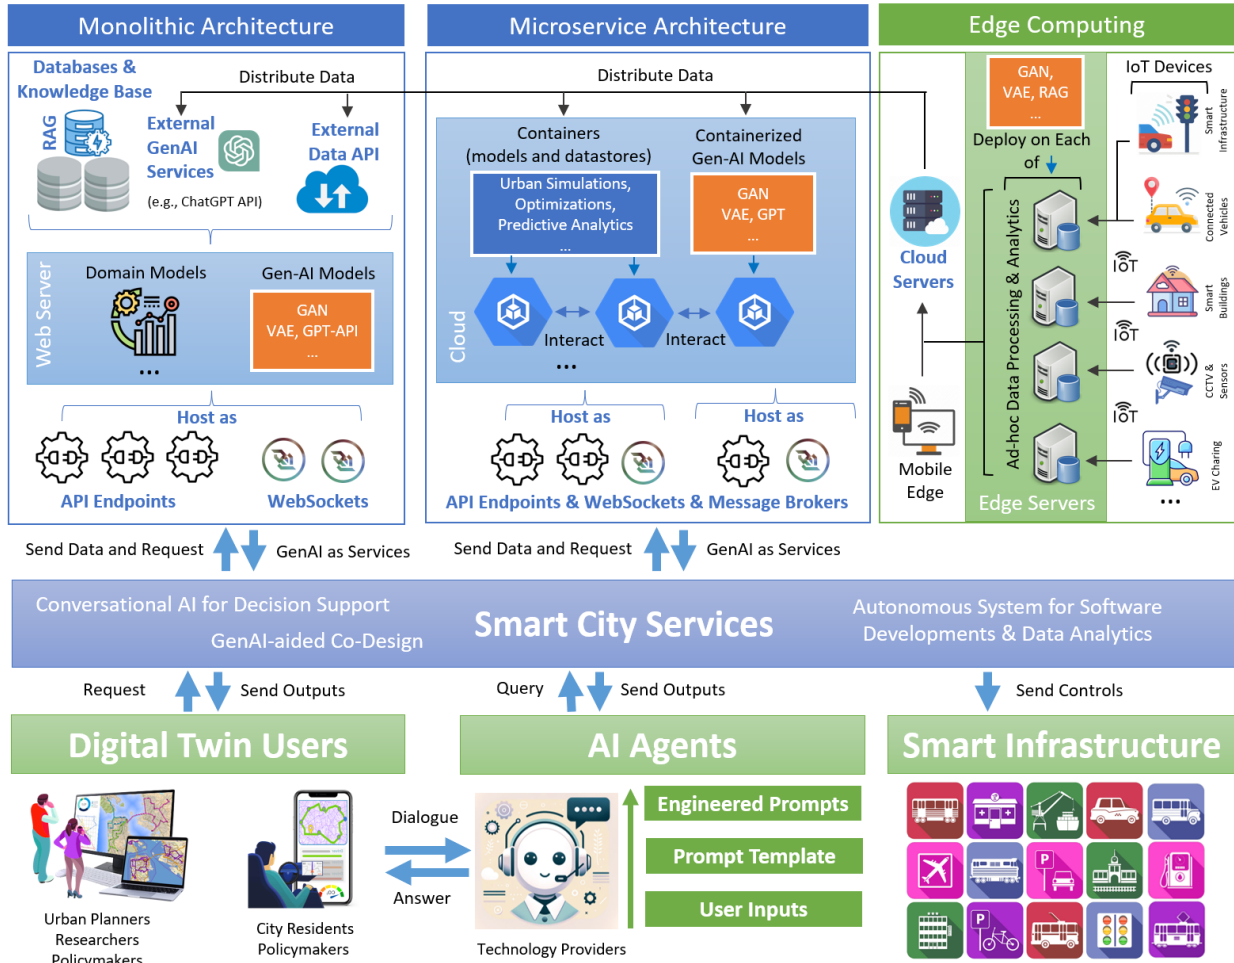 Monolithic Architecture
Databases &
Knowledge Base
Distribute Data
RAG
External
GenAI
Services
(e.g., ChatGPT API)
External
Data API
Web Server
Domain Models
...
Gen-AI Models
GAN
VAE, GPT-API
...
Host as
API Endpoints
WebSockets
Microservice Architecture
Distribute Data
Containers
(models and datastores)
Urban Simulations,
Optimizations,
Predictive Analytics
...
Containerized
Gen-AI Models
GAN
VAE, GPT
...
Cloud
Interact
Interact
...
Host as
Host as
API Endpoints & WebSockets & Message Brokers
Edge Computing
Cloud
Servers
Mobile
Edge
GAN,
VAE, RAG
...
Deploy on Each
of
Ad-hoc Data Processing & Analytics
Edge Servers
IoT Devices
Smart
Infrastructure
Connected
Vehicles
IOT
Smart
Buildings
IOT
CCTV &
Sensors
IOT
EV Charing
...
Send Data and Request
GenAI as Services
Send Data and Request
GenAI as Services
Conversational AI for Decision Support
GenAI-aided Co-Design
Smart City Services
Autonomous System for Software
Developments & Data Analytics
Request
Send Outputs
Query
Send Outputs
Send Controls
Digital Twin Users
Urban Planners
Researchers
Policymakers
City Residents
Policymakers
Dialogue
Answer
AI Agents
Technology Providers
Engineered Prompts
Prompt Template
User Inputs
Smart Infrastructure
P
P